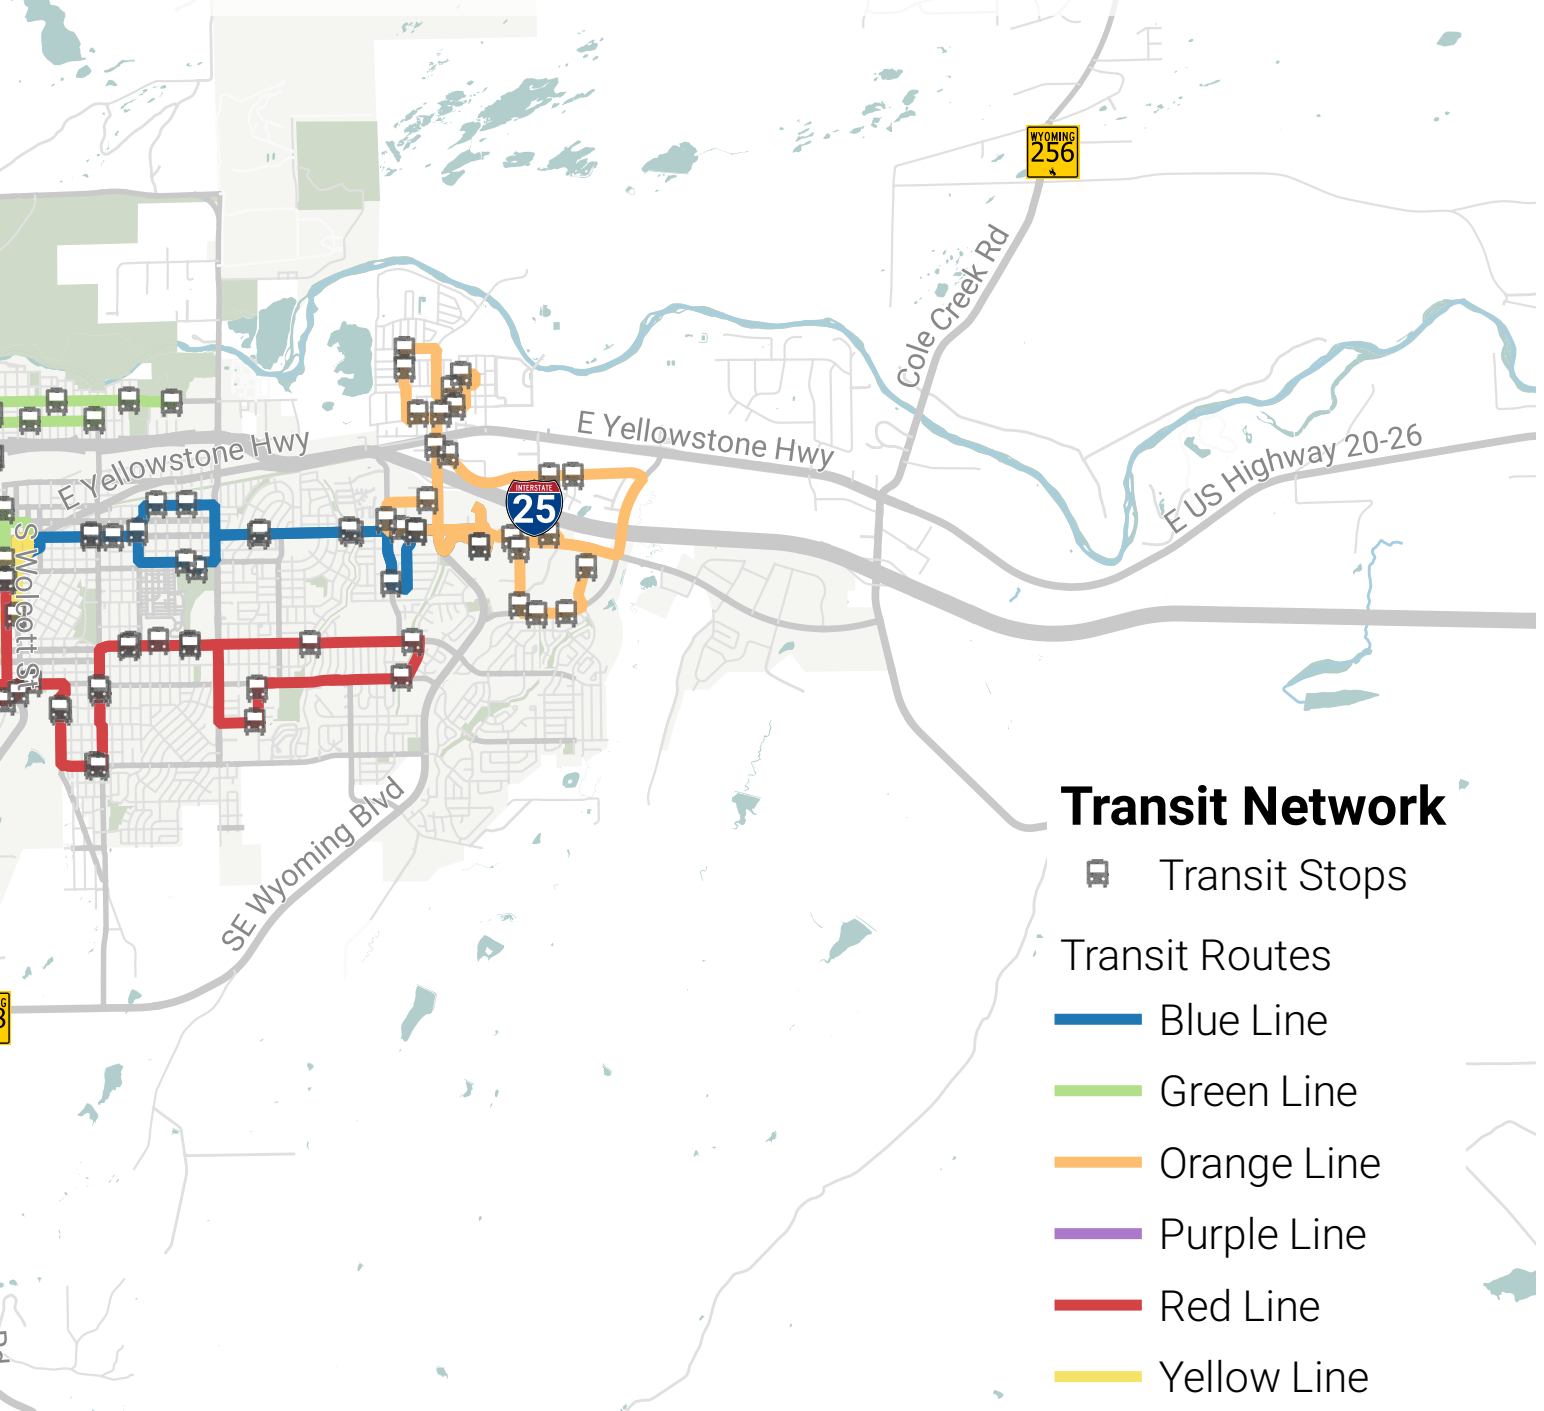 WYOMING
256
Cole Creek Rd
E Yellowstone Hwy
E Yellowstone Hwy
E US Highway 20-26
INTERSTATE
25
S Wolcott St
SE Wyoming Blvd
Transit Network
Transit Stops
Transit Routes
Blue Line
Green Line
Orange Line
Purple Line
Red Line
Yellow Line
Rd